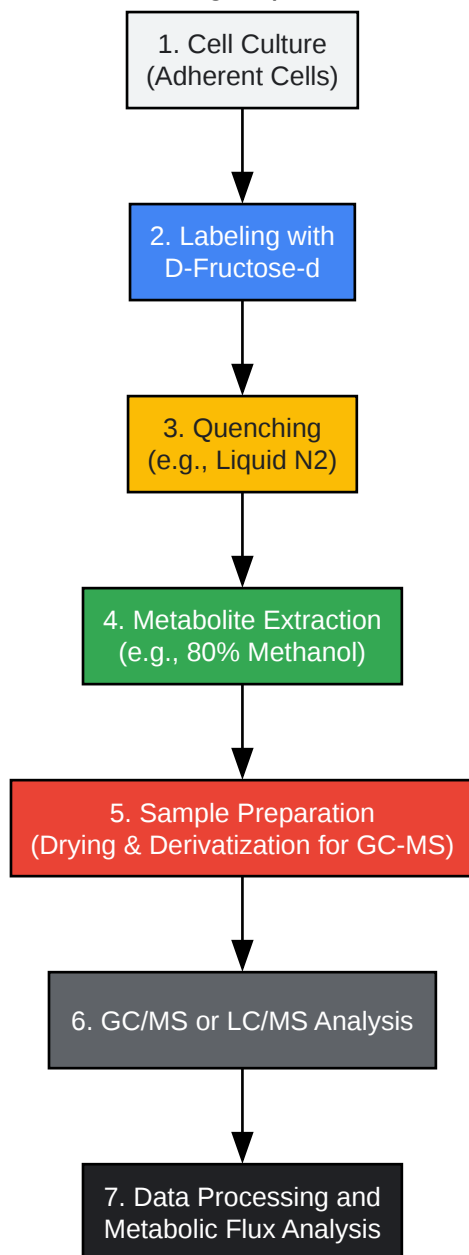 1. Cell Culture
(Adherent Cells)
2. Labeling with
D-Fructose-d
3. Quenching
(e.g., Liquid N2)
4. Metabolite Extraction
(e.g., 80% Methanol)
5. Sample Preparation
(Drying & Derivatization for GC-MS)
6. GC/MS or LC/MS Analysis
7. Data Processing and
Metabolic Flux Analysis